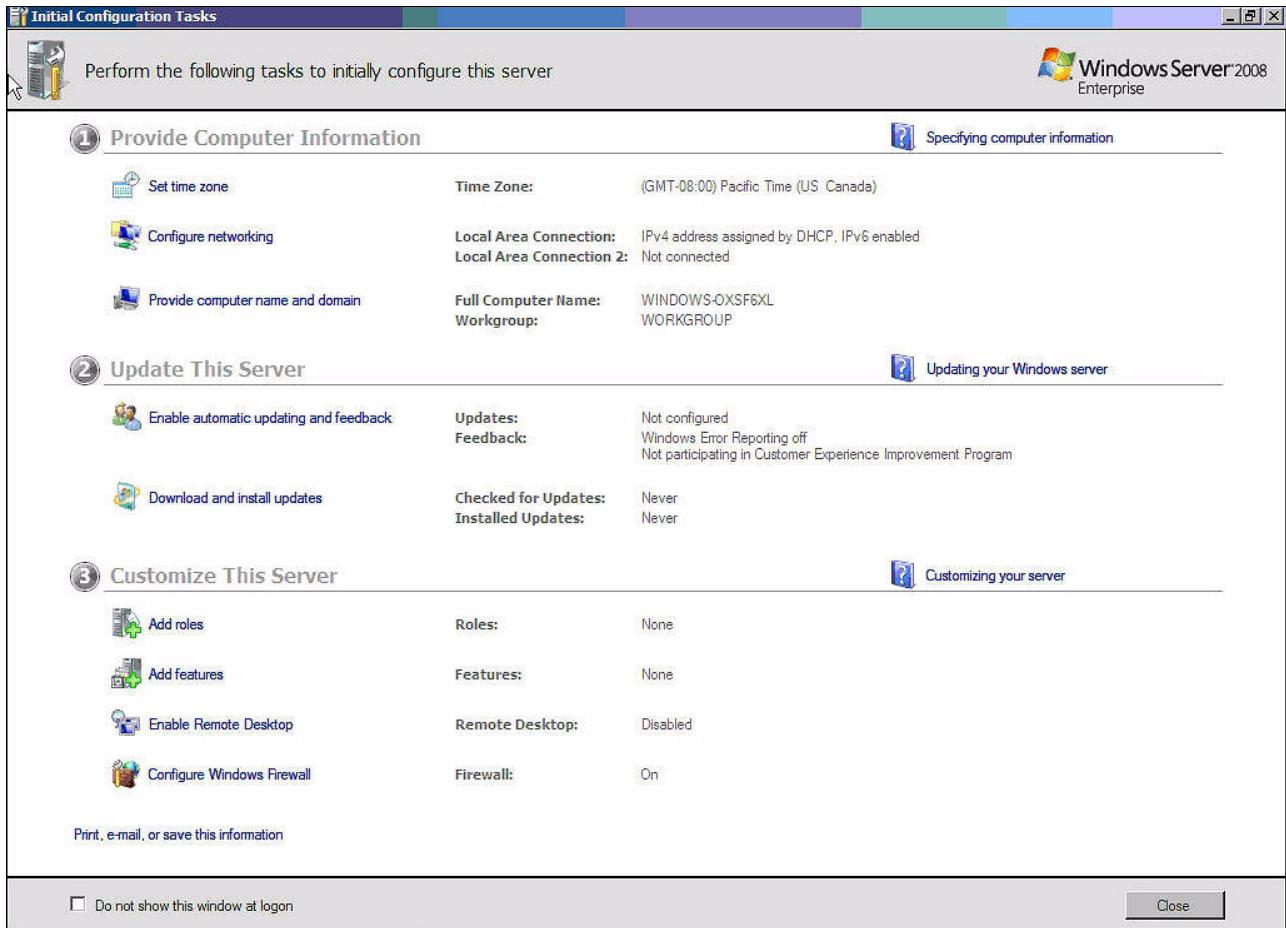 Initial Configuration Tasks
Perform the following tasks to initially configure this server
Windows Server 2008
Enterprise
1 Provide Computer Information
Specifying computer information
Set time zone
Time Zone: (GMT-08:00) Pacific Time (US Canada)
Configure networking
Local Area Connection: IPv4 address assigned by DHCP, IPv6 enabled
Local Area Connection 2: Not connected
Provide computer name and domain
Full Computer Name: WINDOWS-OXSF6XL
Workgroup: WORKGROUP
2 Update This Server
Updating your Windows server
Enable automatic updating and feedback
Updates: Not configured
Feedback: Windows Error Reporting off
Not participating in Customer Experience Improvement Program
Download and install updates
Checked for Updates: Never
Installed Updates: Never
3 Customize This Server
Customizing your server
Add roles
Roles: None
Add features
Features: None
Enable Remote Desktop
Remote Desktop: Disabled
Configure Windows Firewall
Firewall: On
Print, e-mail, or save this information
Do not show this window at logon
Close